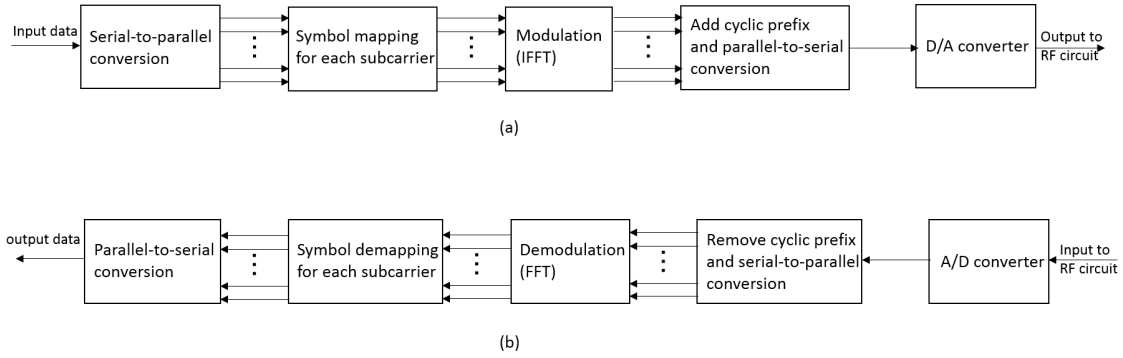 Input data
Serial-to-parallel
conversion
Symbol mapping
for each subcarrier
Modulation
(IFFT)
Add cyclic prefix
and parallel-to-serial
conversion
D/A converter
Output to
RF circuit
(a)
output data
Parallel-to-serial
conversion
Symbol demapping
for each subcarrier
Demodulation
(FFT)
Remove cyclic prefix
and serial-to-parallel
conversion
A/D converter
Input to
RF circuit
(b)